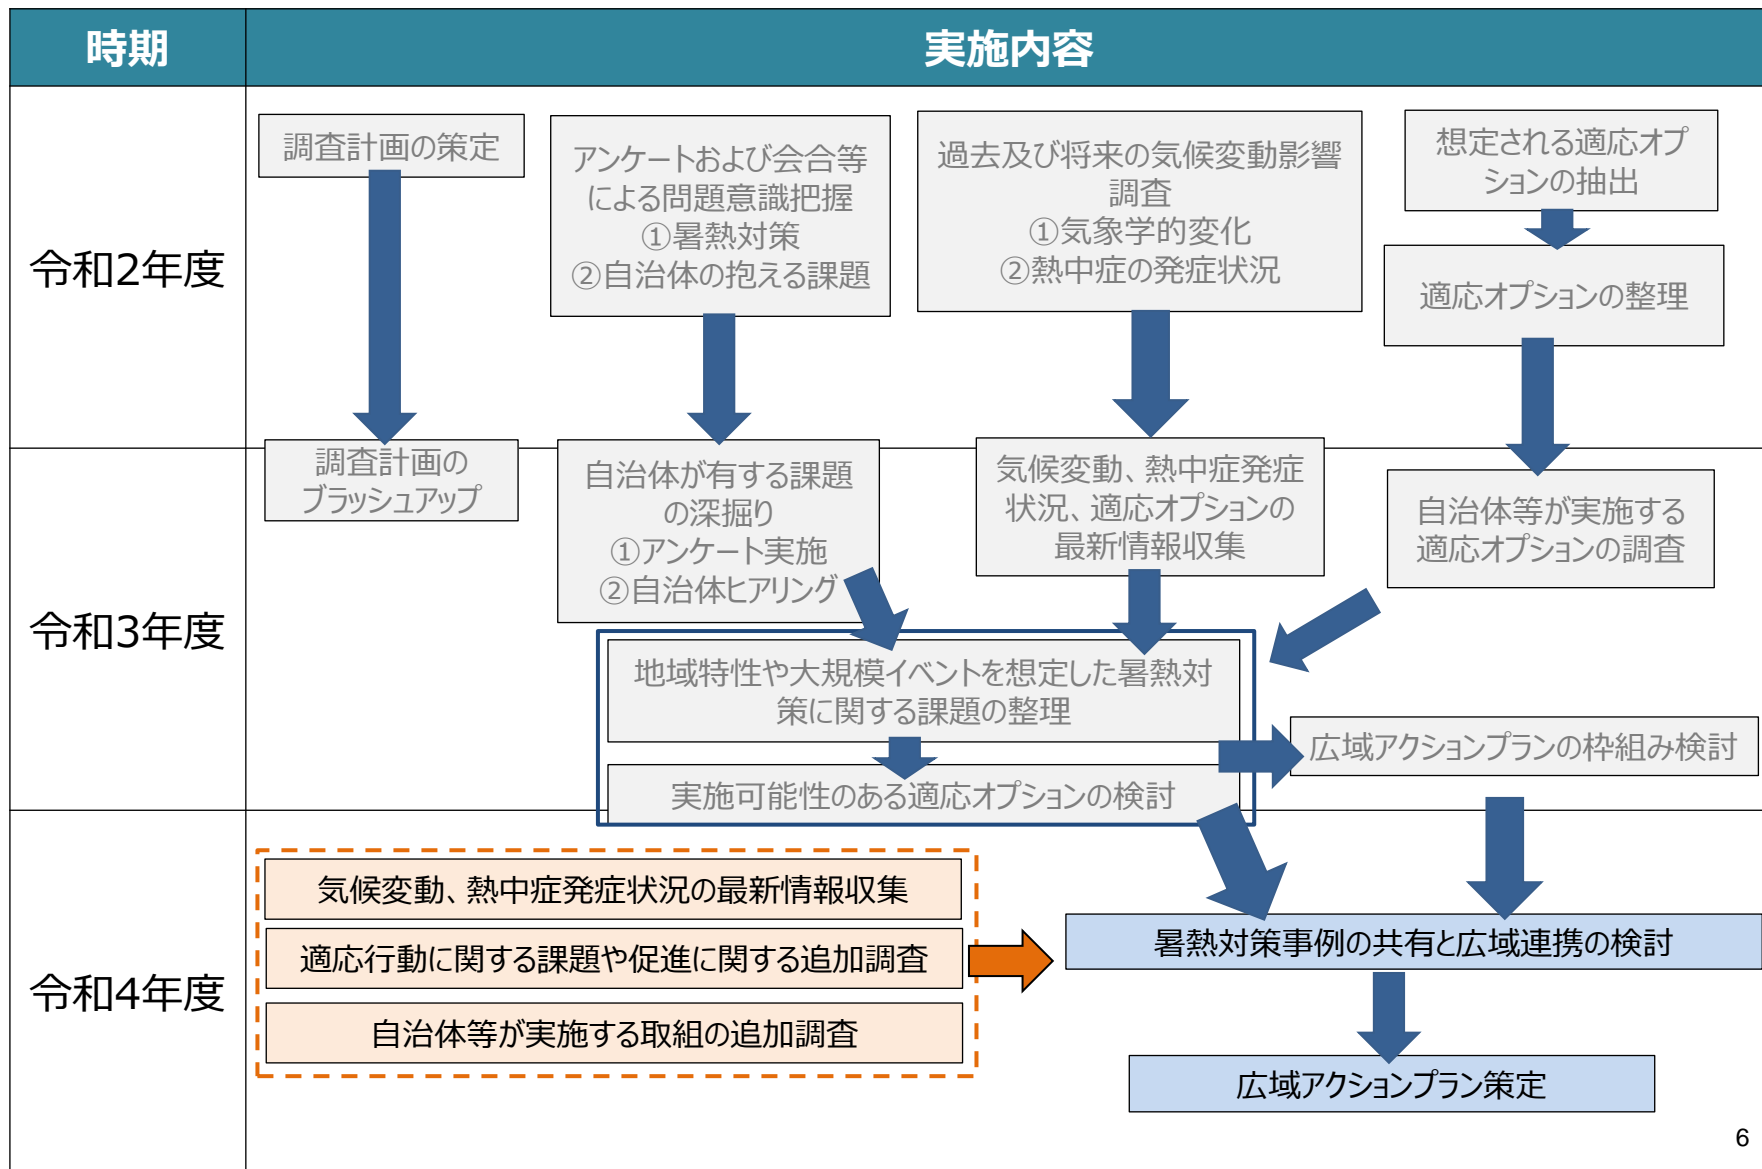 時期
実施内容
令和2年度
調査計画の策定
アンケートおよび会合等
による問題意識把握
①暑熱対策
②自治体の抱える課題
過去及び将来の気候変動影響
調査
①気象学的変化
②熱中症の発症状況
想定される適応オプ
ションの抽出
適応オプションの整理
令和3年度
調査計画の
ブラッシュアップ
自治体が有する課題
の深掘り
①アンケート実施
②自治体ヒアリング
気候変動、熱中症発症
状況、適応オプションの
最新情報収集
自治体等が実施する
適応オプションの調査
地域特性や大規模イベントを想定した暑熱対
策に関する課題の整理
実施可能性のある適応オプションの検討
広域アクションプランの枠組み検討
令和4年度
気候変動、熱中症発症状況の最新情報収集
適応行動に関する課題や促進に関する追加調査
自治体等が実施する取組の追加調査
暑熱対策事例の共有と広域連携の検討
広域アクションプラン策定
6